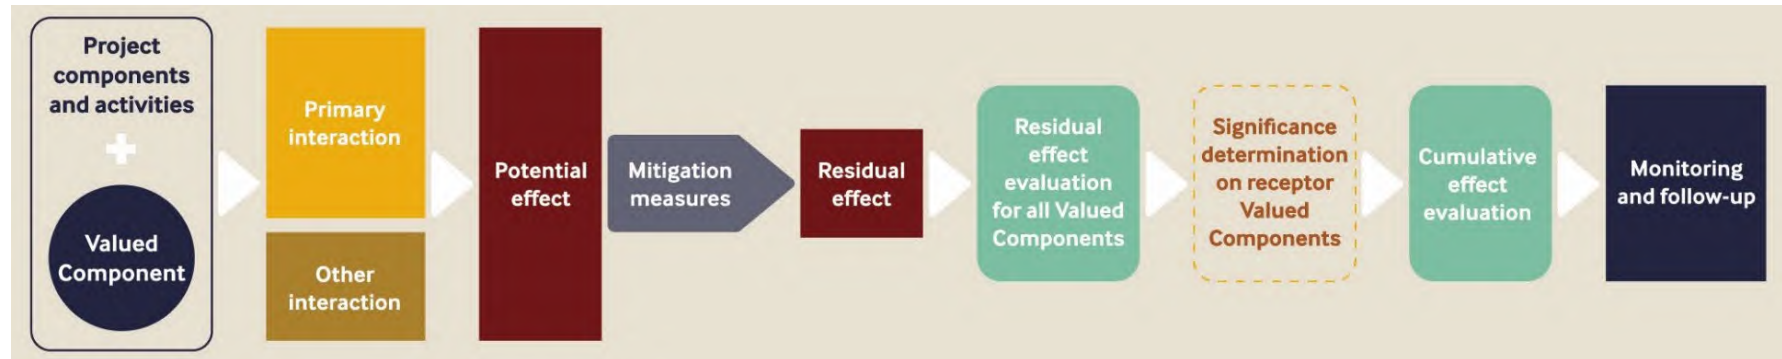 Project
components
and activities
Valued
Component
Primary
interaction
Other
interaction
Potential
effect
Mitigation
measures
Residual
effect
Residual
effect
evaluation
for all Valued
Components
Significance
determination
on receptor
Valued
Components
Cumulative
effect
evaluation
Monitoring
and follow-up